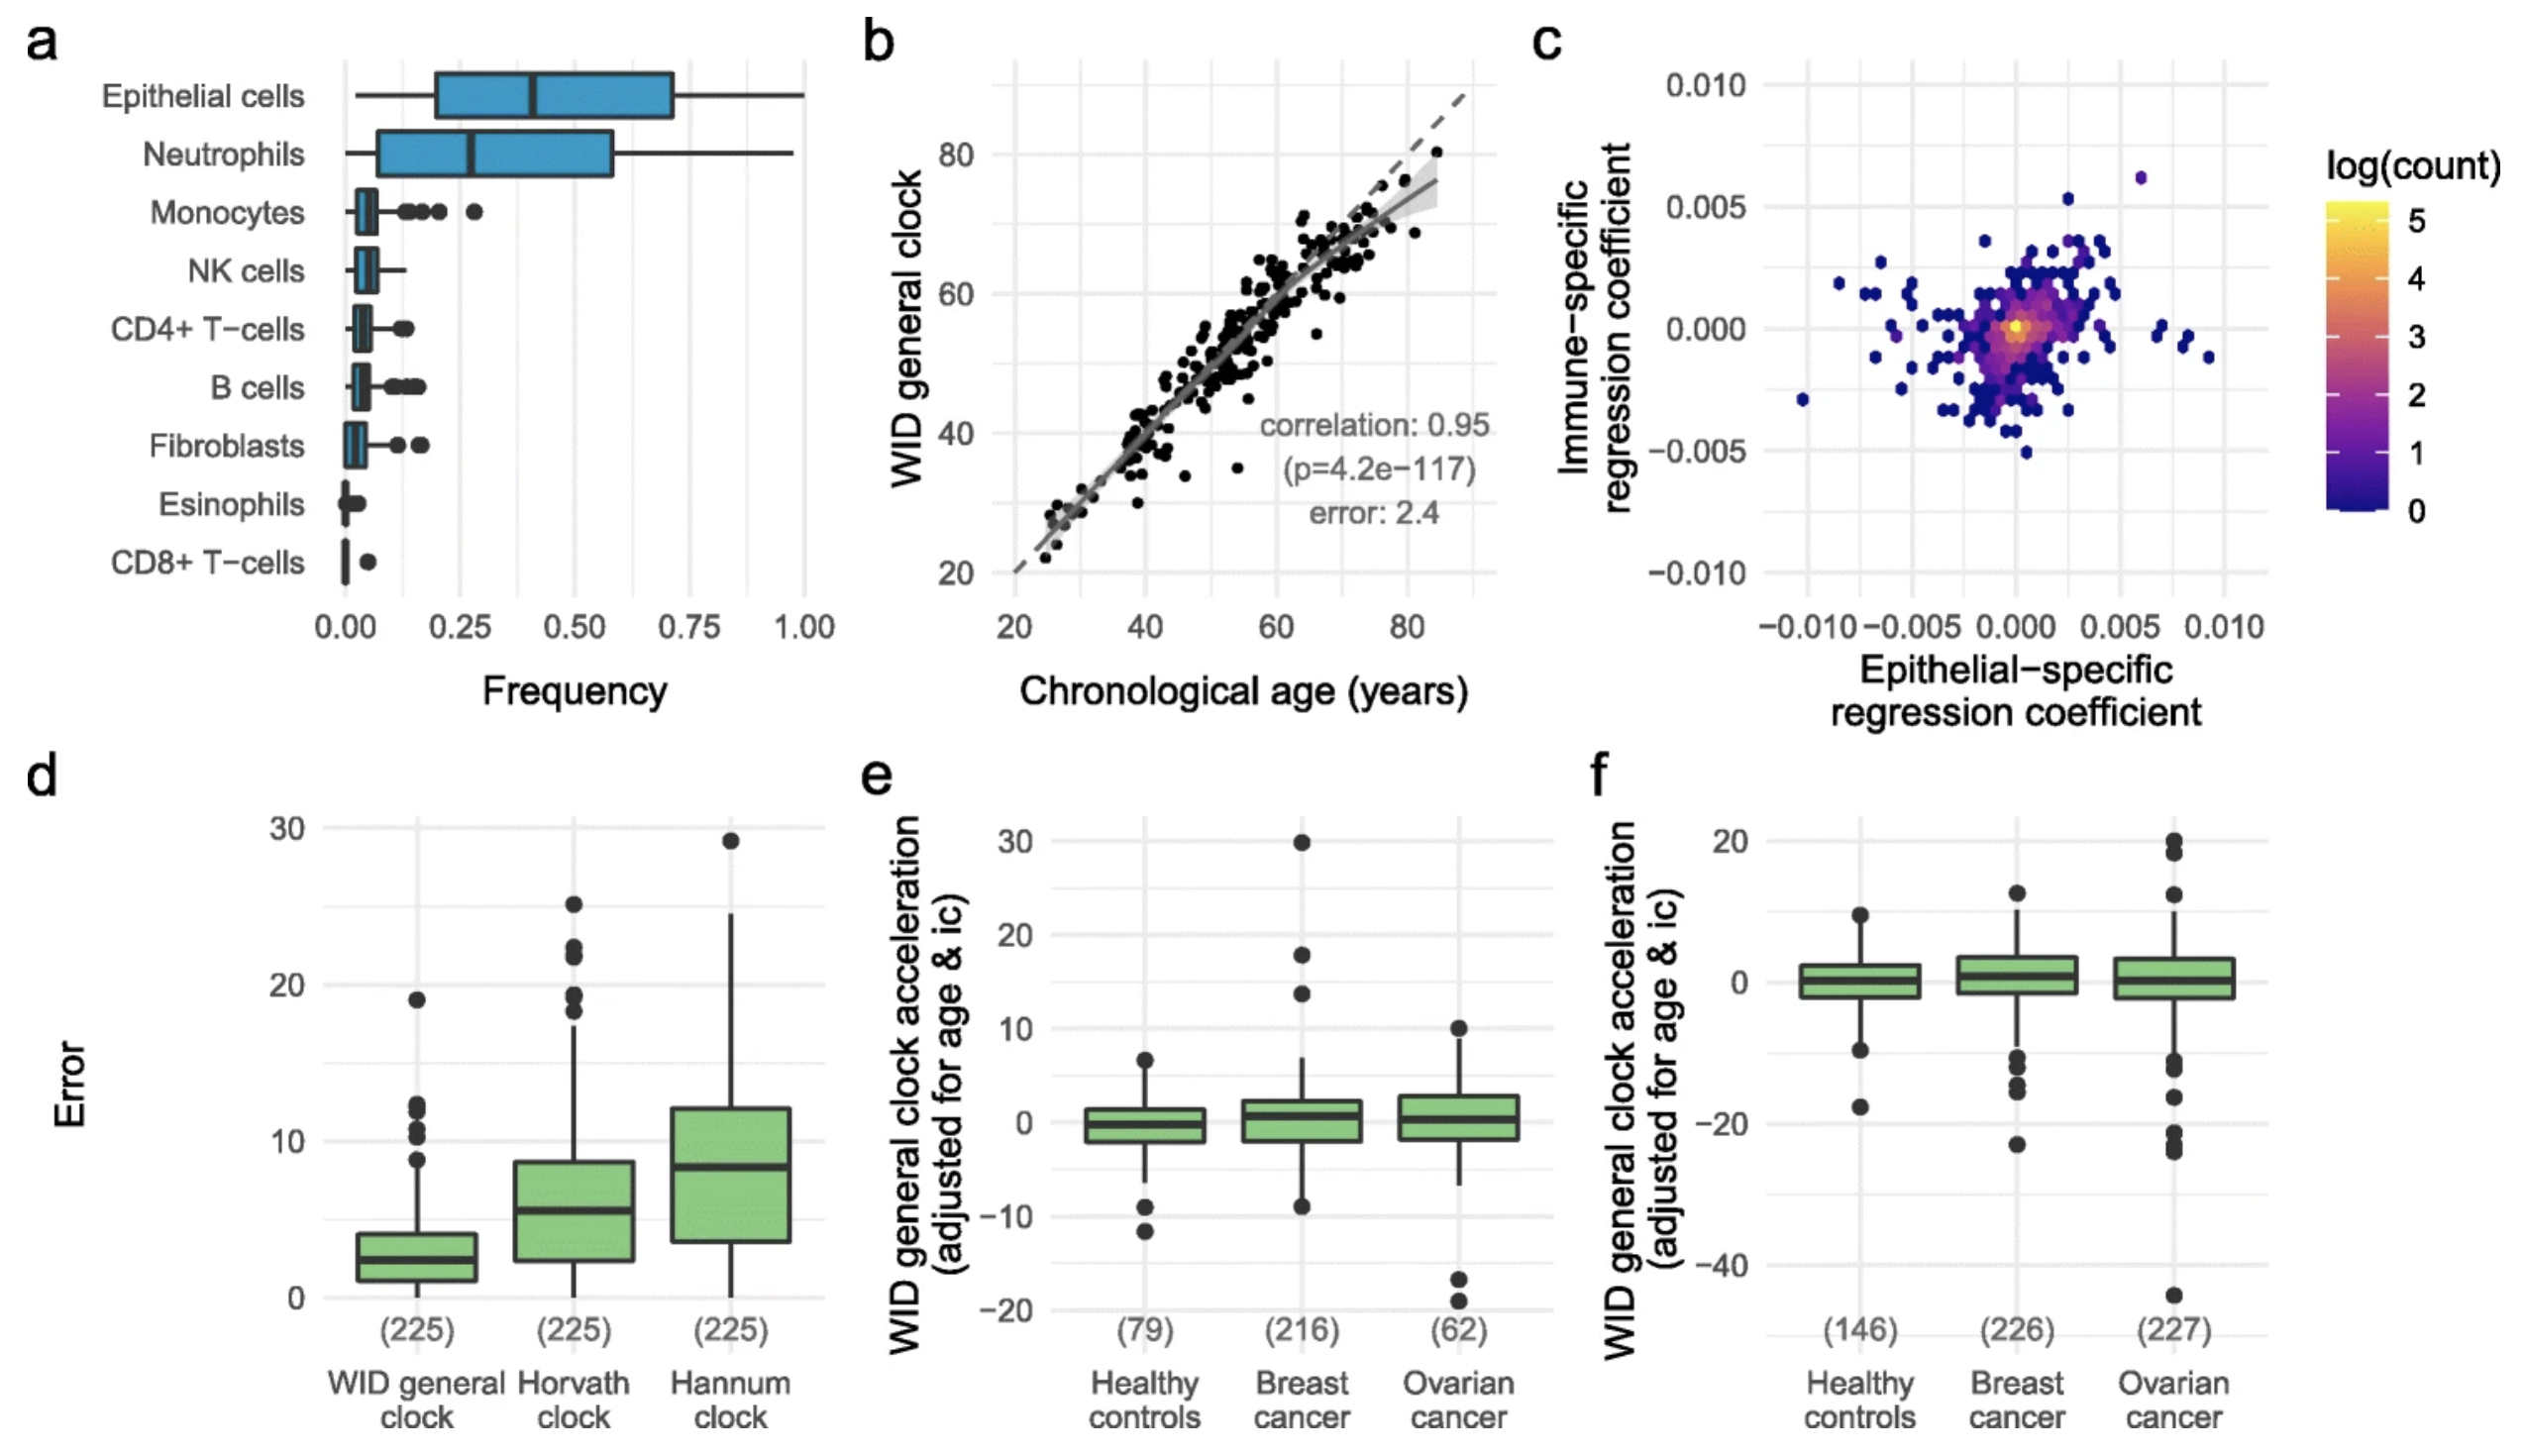 a
Epithelial cells
Neutrophils
Monocytes
NK cells
CD4+ T−cells
B cells
Fibroblasts
Esinophils
CD8+ T−cells
0.00 0.25 0.50 0.75 1.00
Frequency
b
WID general clock
80
60
40
20
correlation: 0.95
(p=4.2e−117)
error: 2.4
20 40 60 80
Chronological age (years)
c
Immune−specific
regression coefficient
0.010
0.005
0.000
−0.005
−0.010
−0.010 −0.005 0.000 0.005 0.010
Epithelial−specific
regression coefficient
log(count)
5
4
3
2
1
0
d
Error
30
20
10
0
(225) (225) (225)
WID general Horvath Hannum
clock clock clock
e
WID general clock acceleration
(adjusted for age & ic)
30
20
10
0
−10
−20
(79) (216) (62)
Healthy Breast Ovarian
controls cancer cancer
f
WID general clock acceleration
(adjusted for age & ic)
20
0
−20
−40
(146) (226) (227)
Healthy Breast Ovarian
controls cancer cancer